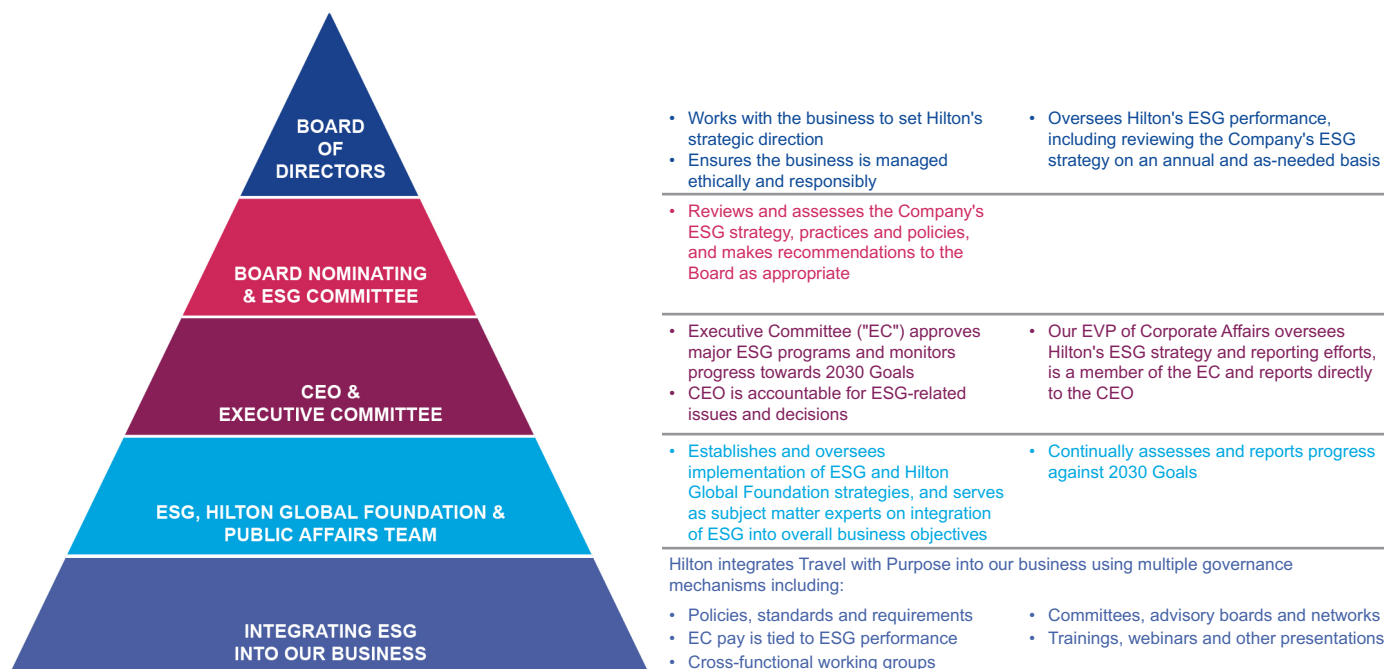 BOARD
OF
DIRECTORS
• Works with the business to set Hilton's
strategic direction
• Ensures the business is managed
ethically and responsibly
• Oversees Hilton's ESG performance,
including reviewing the Company's ESG
strategy on an annual and as-needed basis
BOARD NOMINATING
& ESG COMMITTEE
• Reviews and assesses the Company's
ESG strategy, practices and policies,
and makes recommendations to the
Board as appropriate
CEO &
EXECUTIVE COMMITTEE
• Executive Committee ("EC") approves
major ESG programs and monitors
progress towards 2030 Goals
• CEO is accountable for ESG-related
issues and decisions
• Our EVP of Corporate Affairs oversees
Hilton's ESG strategy and reporting efforts,
is a member of the EC and reports directly
to the CEO
ESG, HILTON GLOBAL FOUNDATION &
PUBLIC AFFAIRS TEAM
• Establishes and oversees
implementation of ESG and Hilton
Global Foundation strategies, and serves
as subject matter experts on integration
of ESG into overall business objectives
• Continually assesses and reports progress
against 2030 Goals
INTEGRATING ESG
INTO OUR BUSINESS
Hilton integrates Travel with Purpose into our business using multiple governance
mechanisms including:
• Policies, standards and requirements
• EC pay is tied to ESG performance
• Cross-functional working groups
• Committees, advisory boards and networks
• Trainings, webinars and other presentations